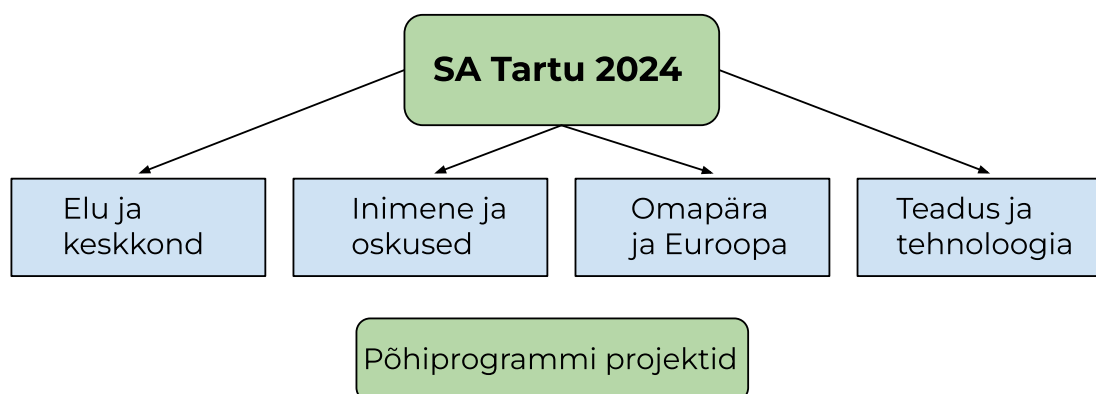 SA Tartu 2024
Elu ja
keskkond
Inimene ja
oskused
Omapära
ja Euroopa
Teadus ja
tehnoloogia
Põhiprogrammi projektid